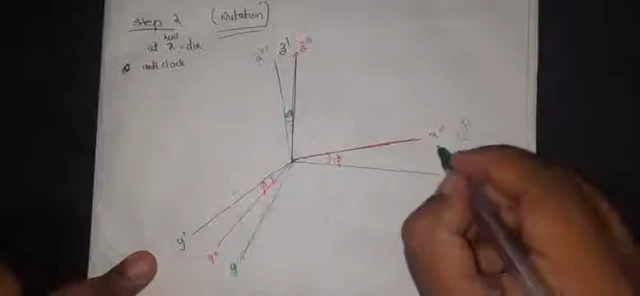 step 2 (Nutation)
at x-dir
anti clock
z''' z' z''
x''
y'
y''
y'''